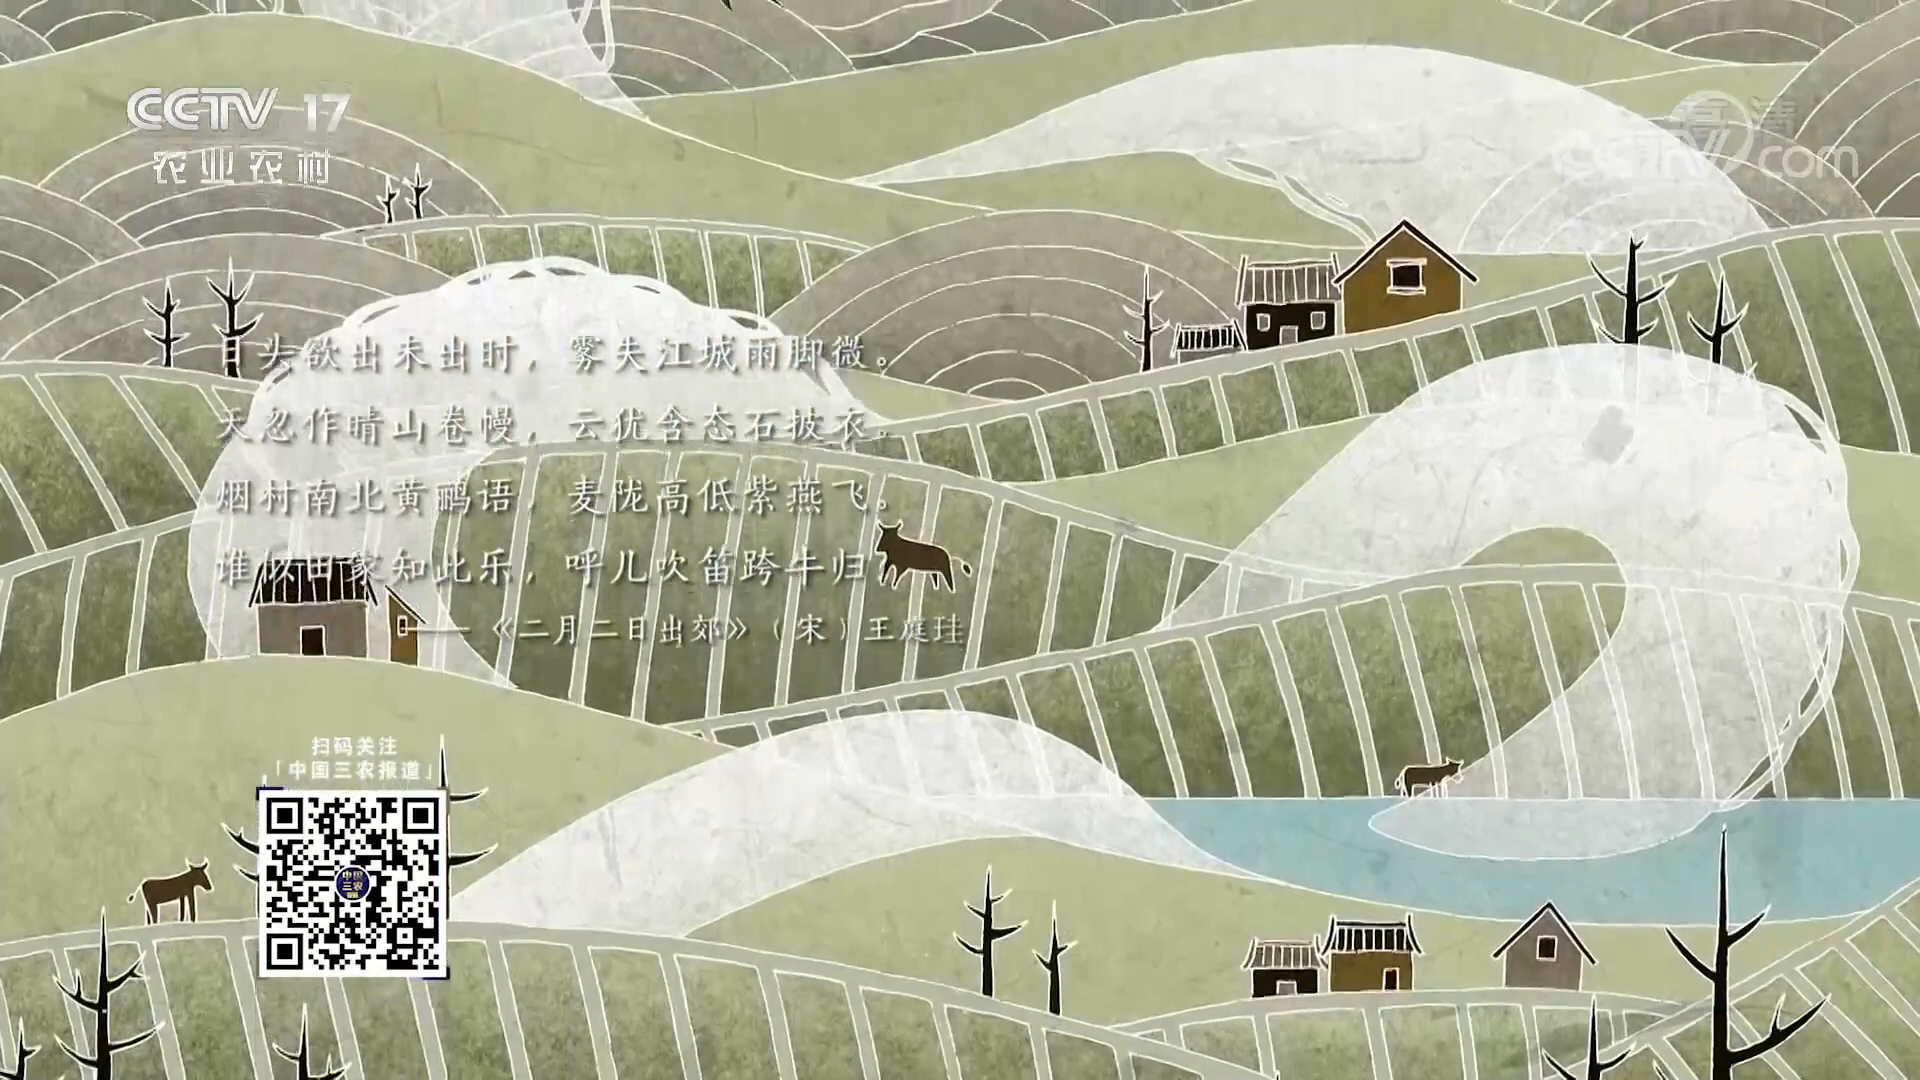 CCTV 17
农业农村
高清
CCTV.com
日头欲出未出时，雾失江城雨脚微。
天忽作晴山卷幔，云犹含态石披衣。
烟村南北黄鹂语，麦陇高低紫燕飞。
谁似田家知此乐，呼儿吹笛跨牛归？
——《二月二日出郊》（宋）王庭珪
扫码关注
「中国三农报道」